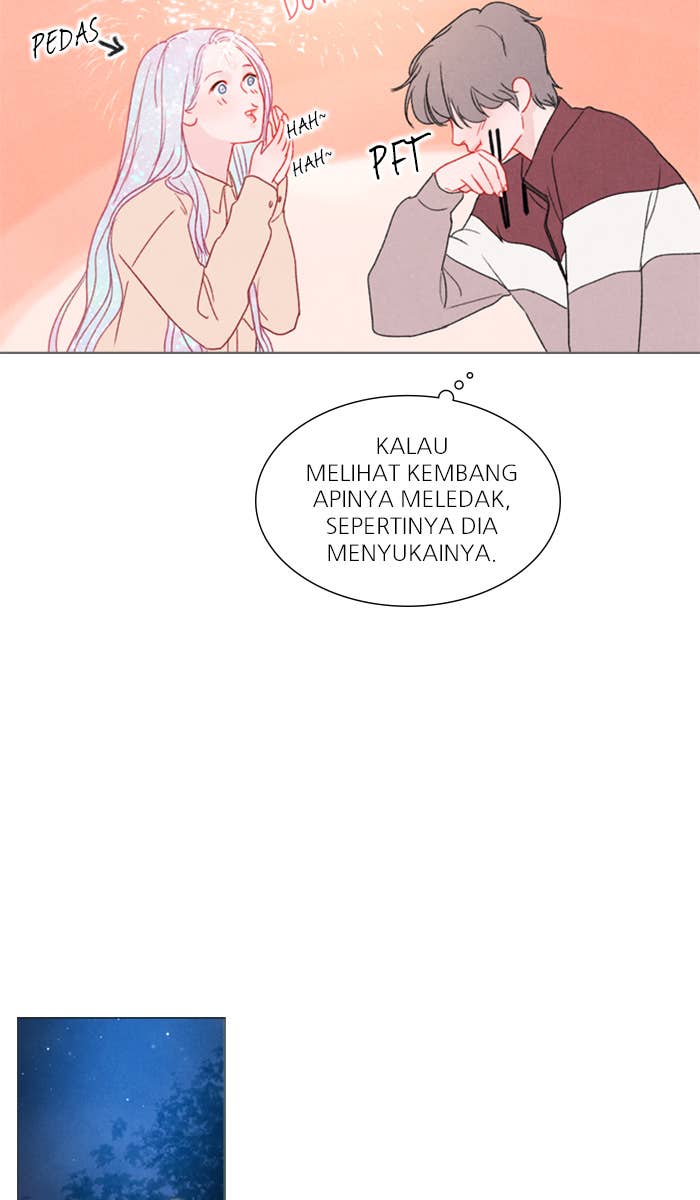 PEDAS
HAH~
HAH~
PFT
KALAU
MELIHAT KEMBANG
APINYA MELEDAK,
SEPERTINYA DIA
MENYUKAINYA.